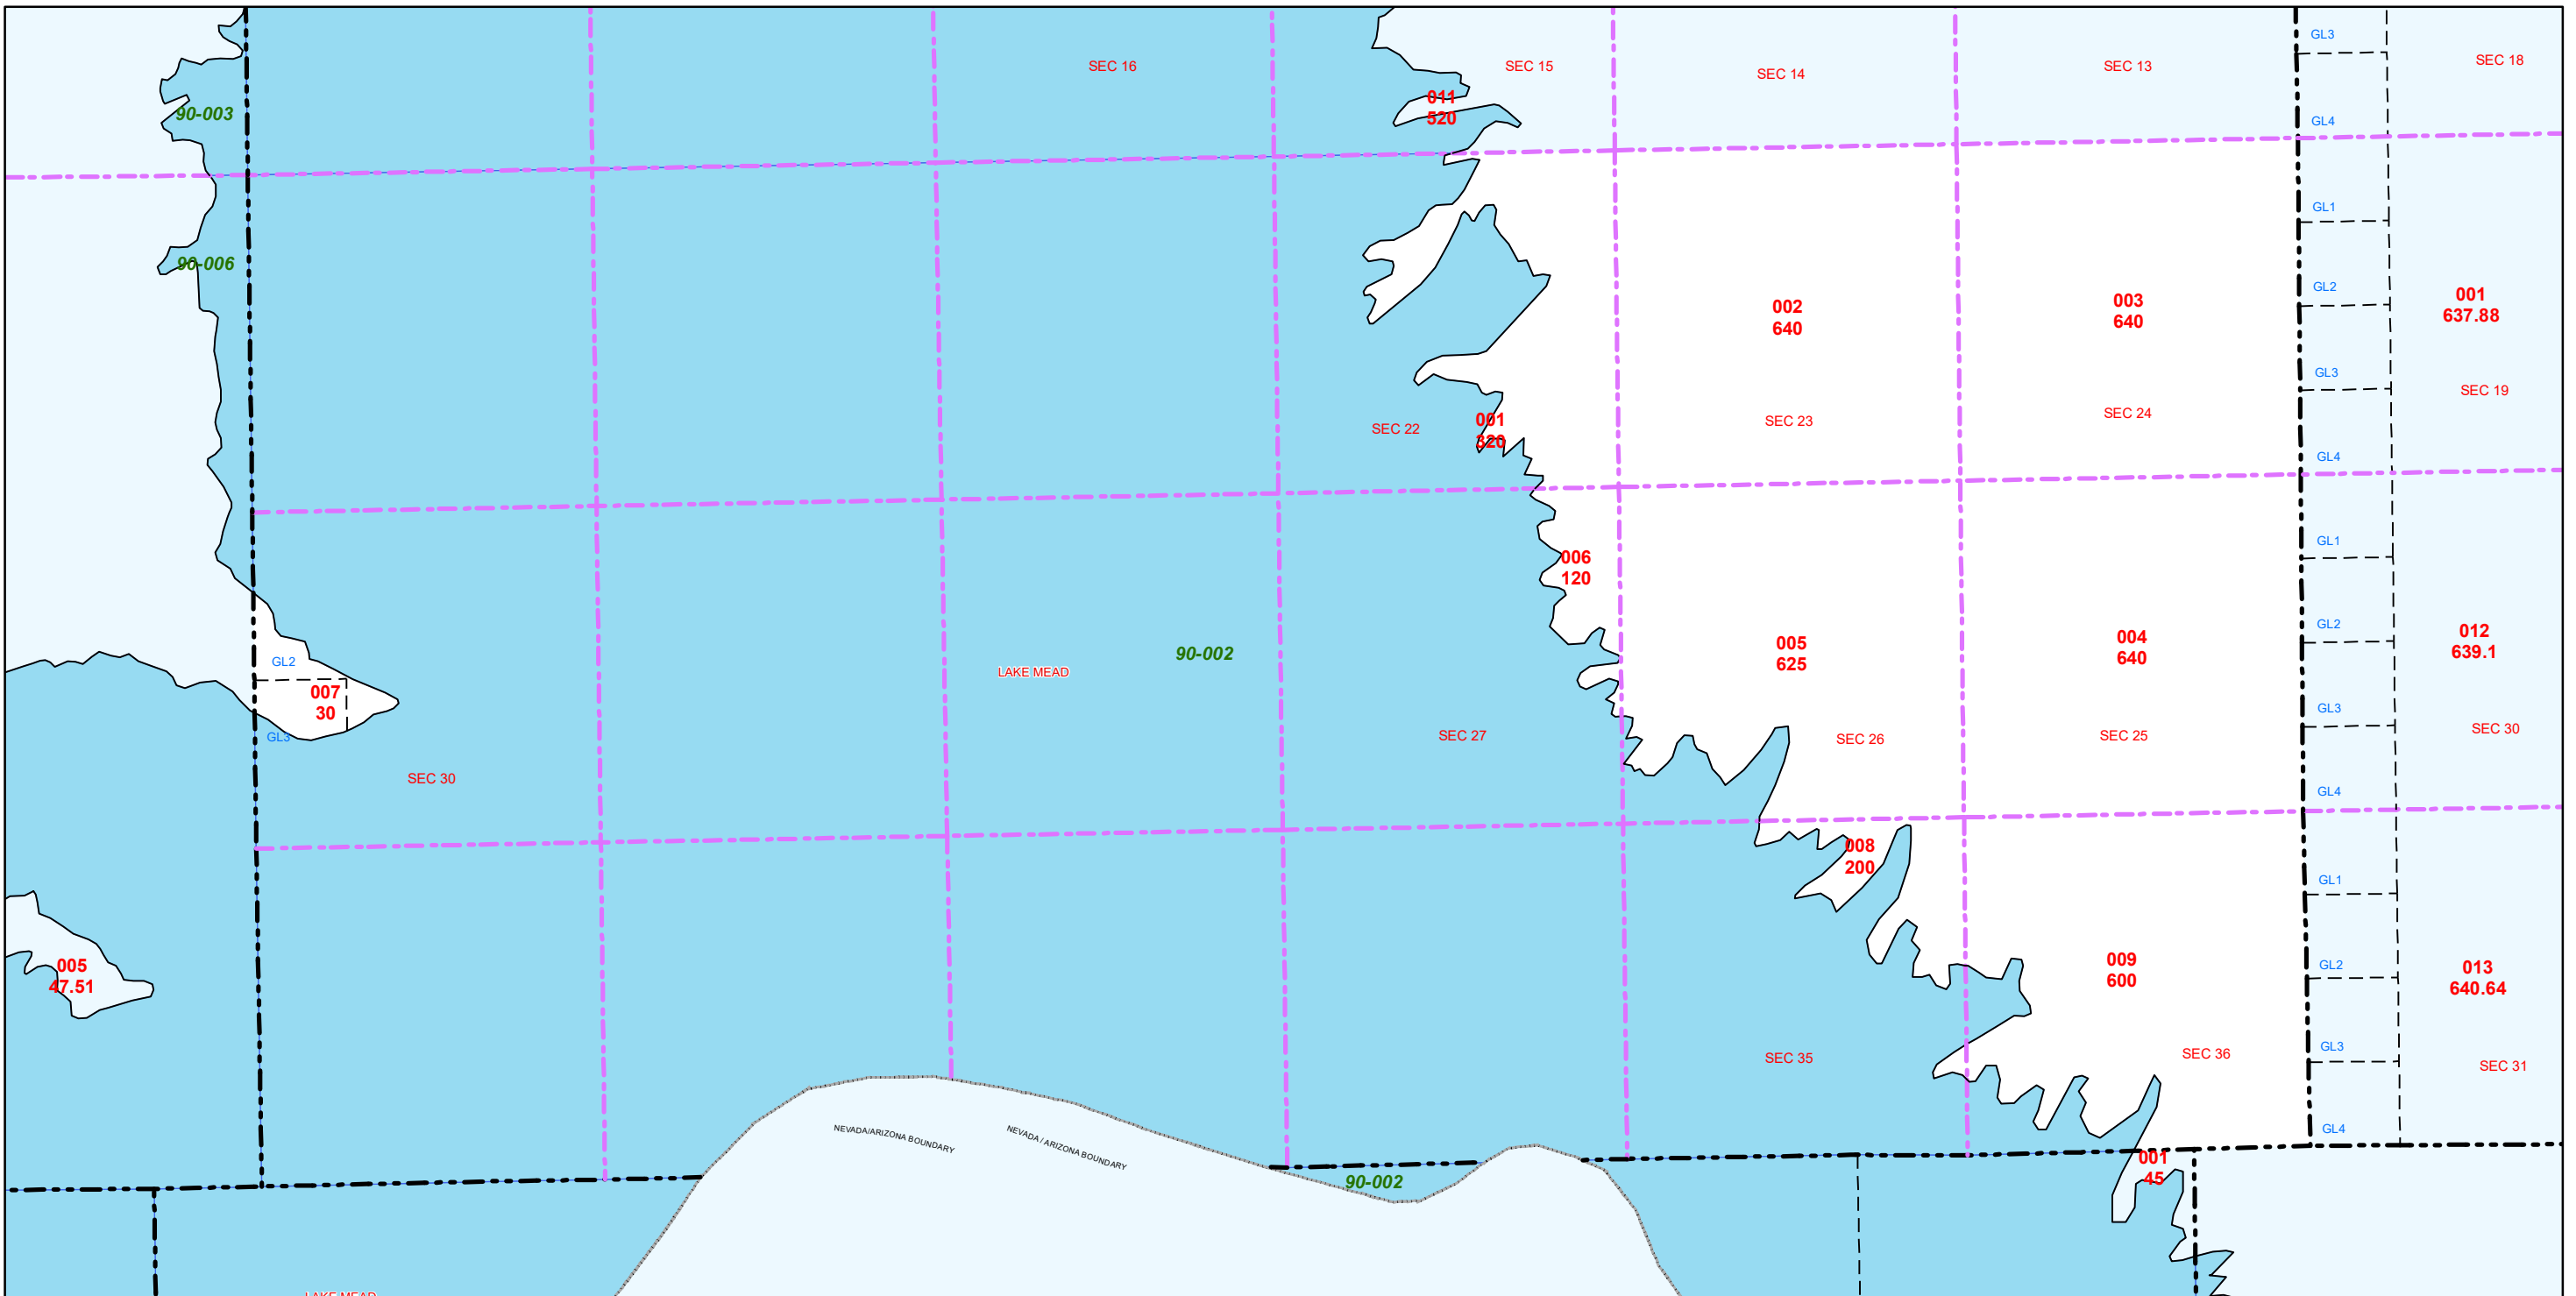 GL3
SEC 16
SEC 15
SEC 14
SEC 13
SEC 18
90-003
011
520
GL4
GL1
90-006
GL2
002
640
003
640
001
637.88
GL3
SEC 19
SEC 22
001
320
SEC 23
SEC 24
GL4
GL1
006
120
GL2
90-002
005
625
004
640
012
639.1
GL2
LAKE MEAD
007
30
GL3
GL3
SEC 27
SEC 26
SEC 25
SEC 30
SEC 30
GL4
008
200
GL1
005
47.51
009
600
GL2
013
640.64
SEC 35
SEC 36
GL3
SEC 31
NEVADA/ARIZONA BOUNDARY
NEVADA / ARIZONA BOUNDARY
GL4
001
45
90-002
LAKE MEAD